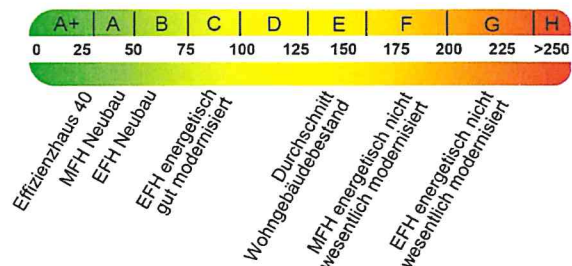 A+ A B C D E F G H
0 25 50 75 100 125 150 175 200 225 >250
Effizienzhaus 40
MFH Neubau
EFH Neubau
EFH energetisch
gut modernisiert
Durchschnitt
Wohngebäudebestand
MFH energetisch nicht
wesentlich modernisiert
EFH energetisch nicht
wesentlich modernisiert